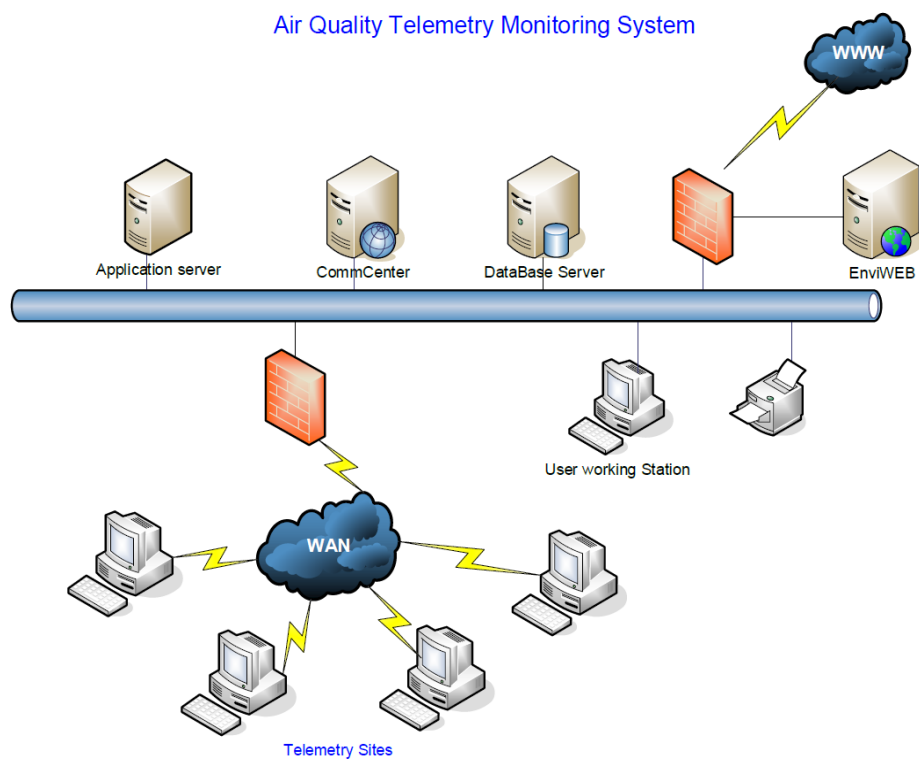 Air Quality Telemetry Monitoring System
WWW
Application server
CommCenter
DataBase Server
EnviWEB
User working Station
WAN
Telemetry Sites